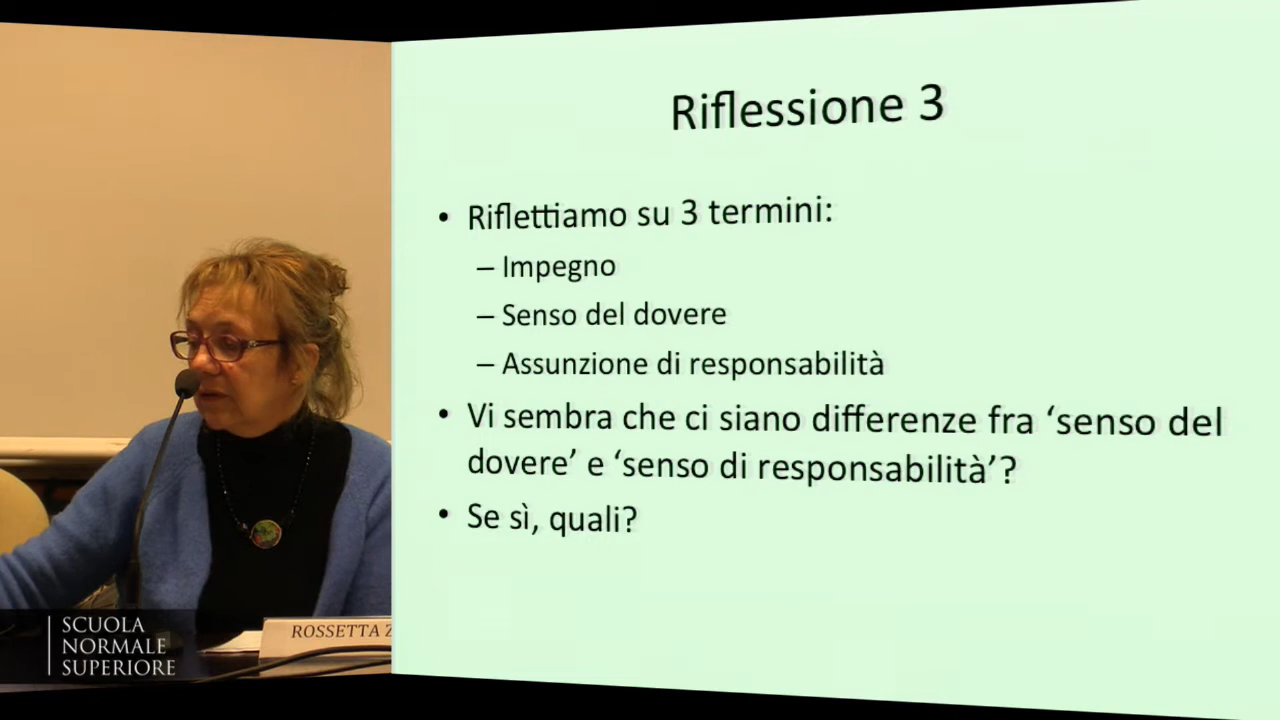 Riflessione 3
• Riflettiamo su 3 termini:
– Impegno
– Senso del dovere
– Assunzione di responsabilità
• Vi sembra che ci siano differenze fra ‘senso del
dovere’ e ‘senso di responsabilità’?
• Se sì, quali?
SCUOLA
NORMALE
SUPERIORE
ROSSETTA Z